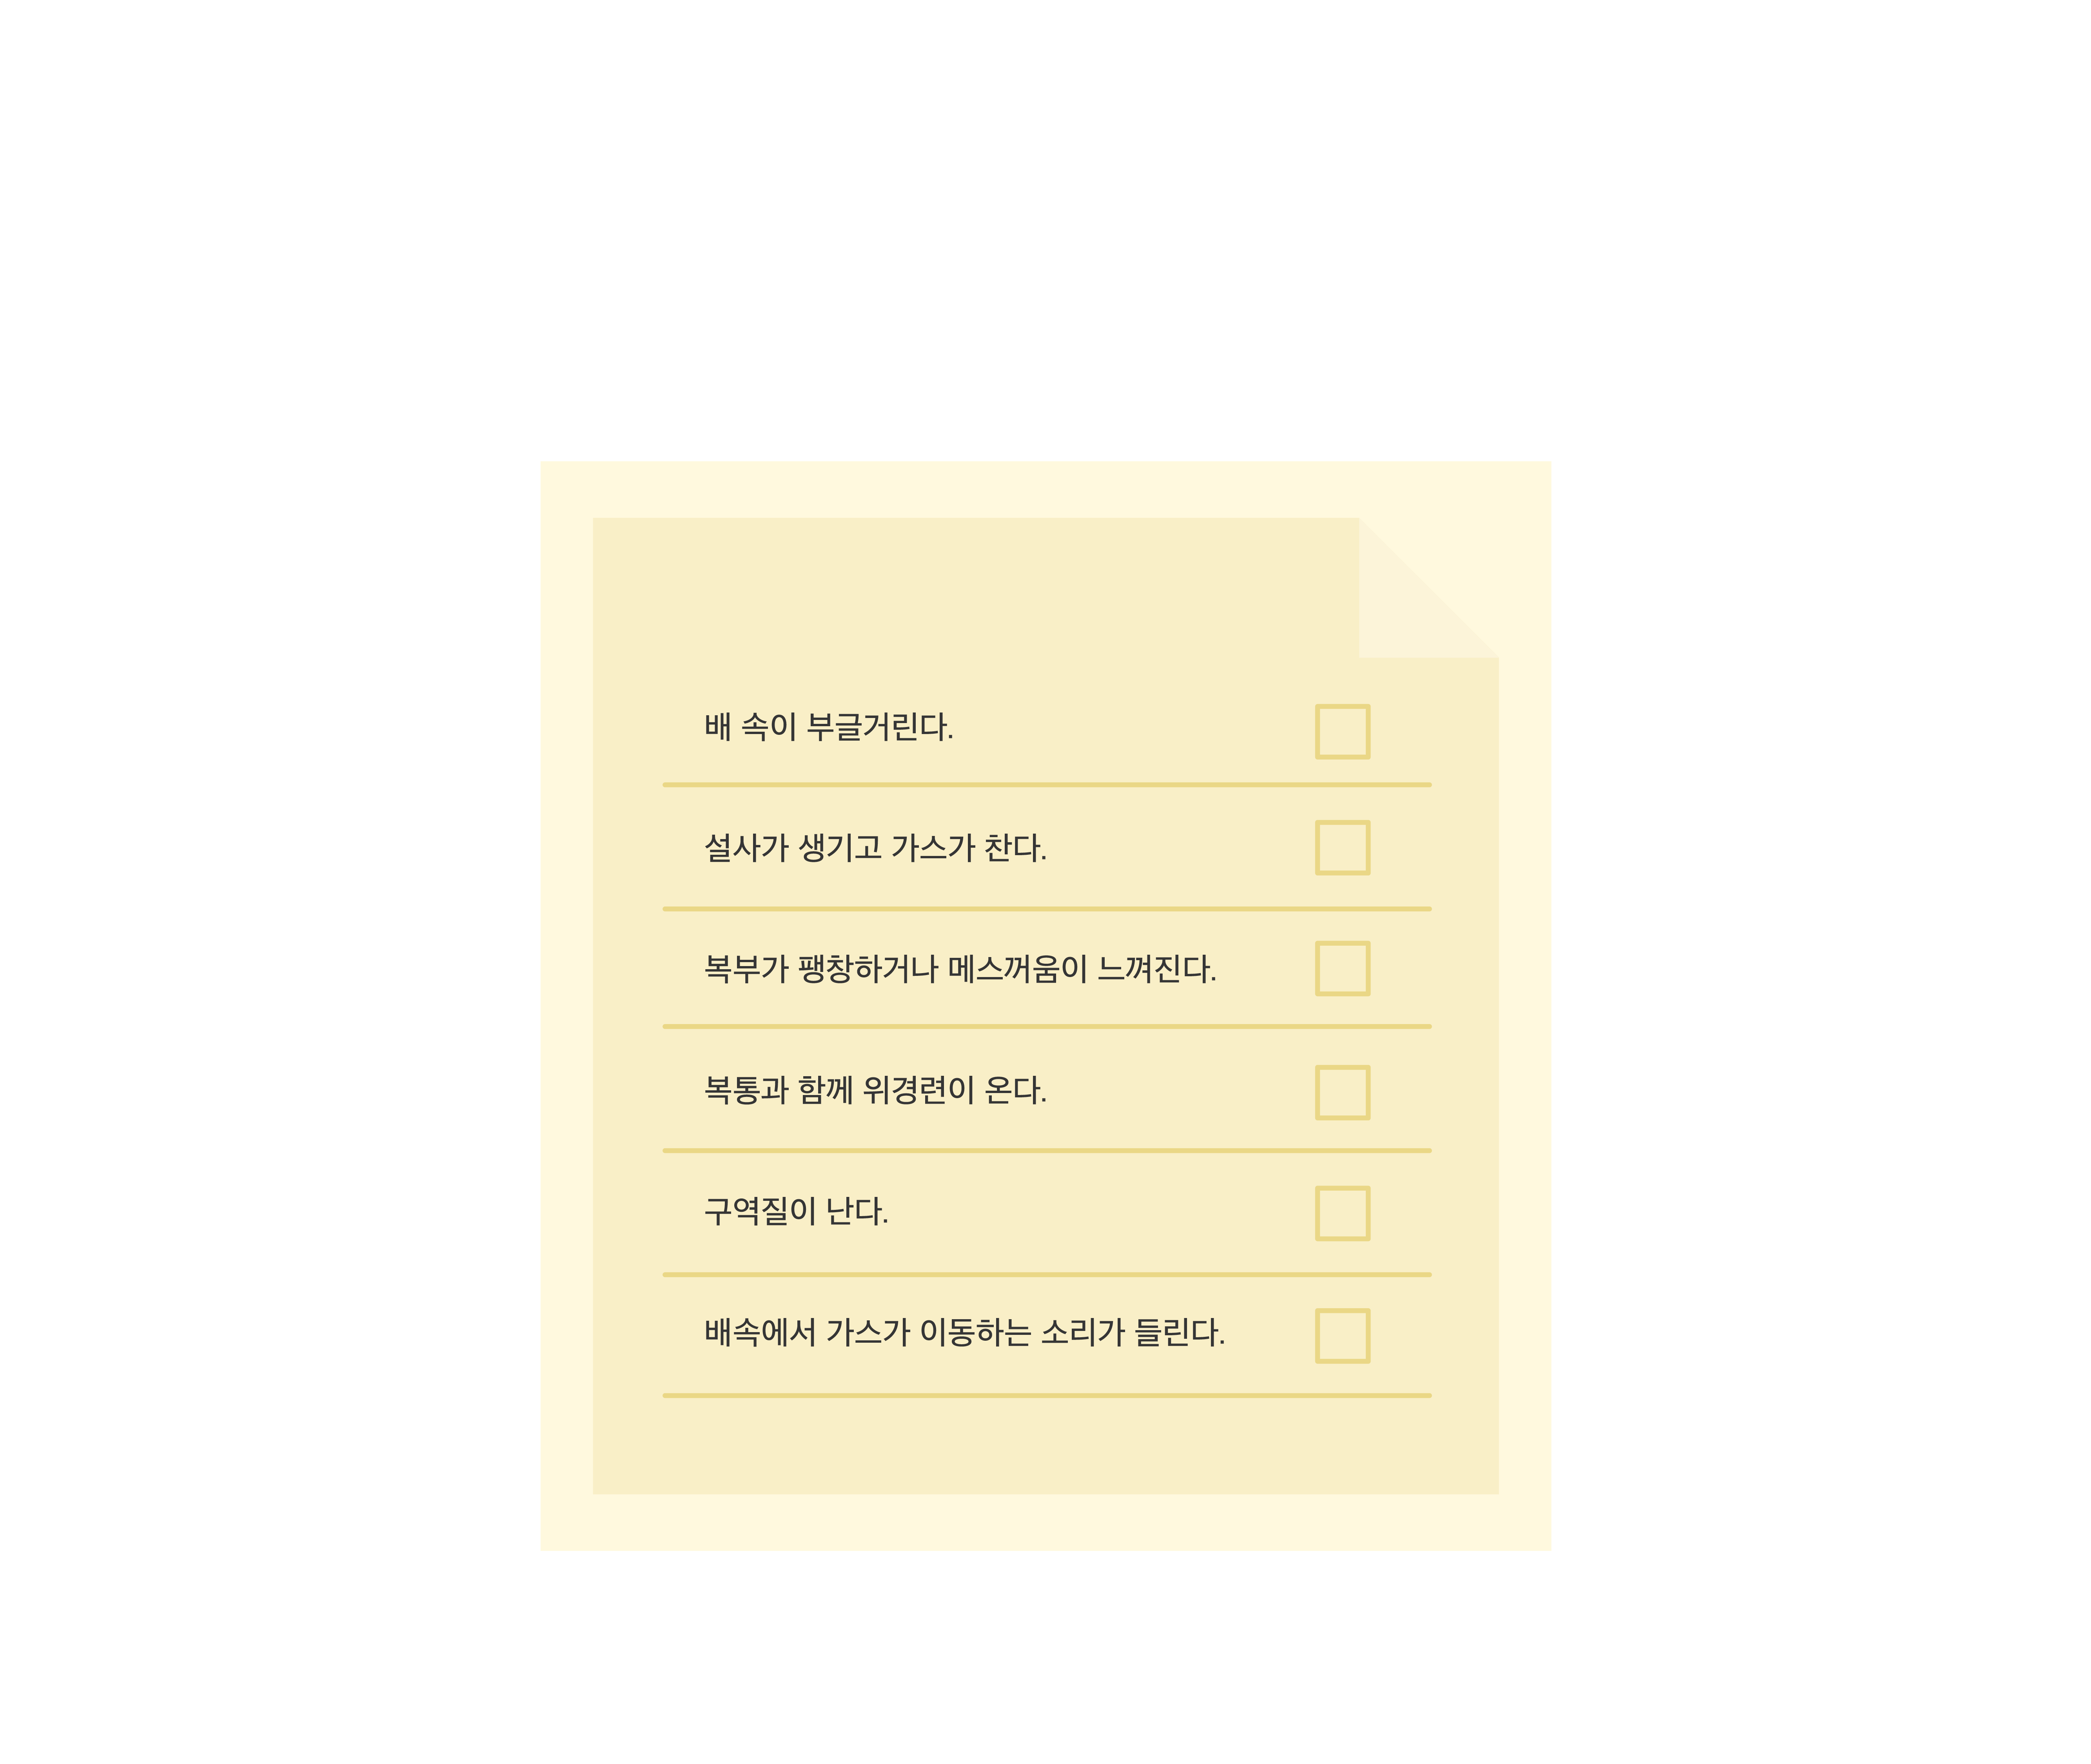 배 속이 부글거린다.
설사가 생기고 가스가 찬다.
복부가 팽창하거나 메스꺼움이 느껴진다.
복통과 함께 위경련이 온다.
구역질이 난다.
배속에서 가스가 이동하는 소리가 들린다.